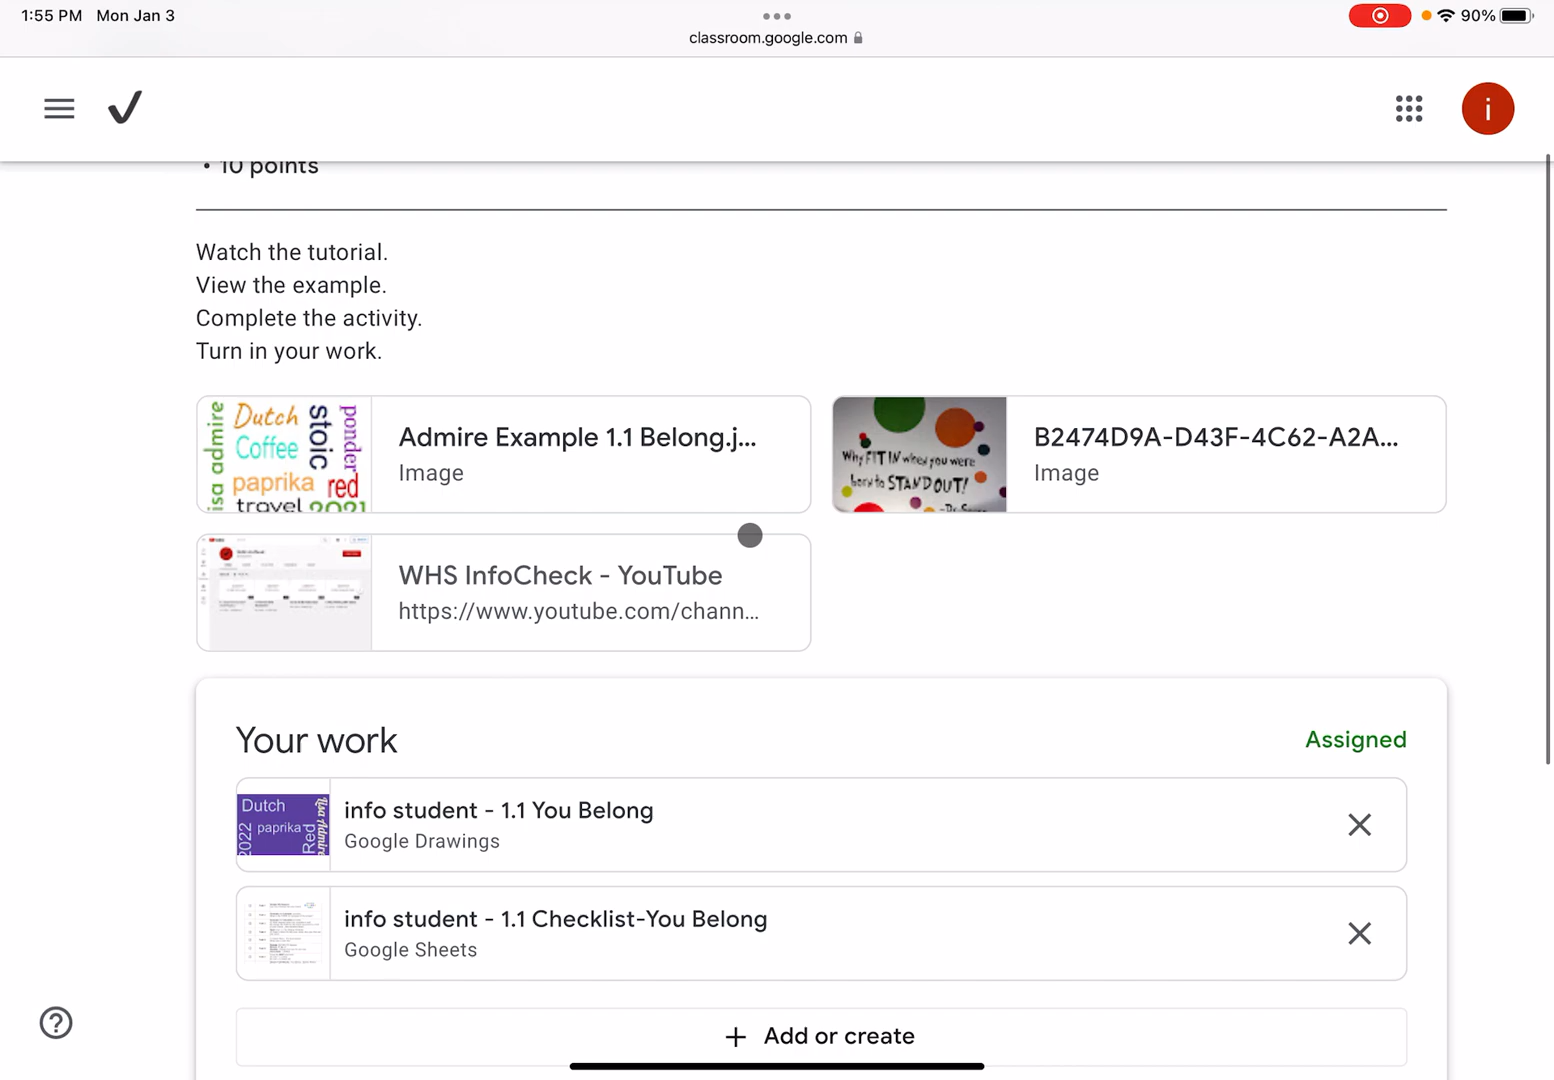 1:55 PM Mon Jan 3
classroom.google.com
90%
i
• 10 points
Watch the tutorial.
View the example.
Complete the activity.
Turn in your work.
admire
Dutch
Coffee
paprika
travel 2021
stoic
ponder
red
Admire Example 1.1 Belong.j...
Image
Why FIT IN when you were
born to STAND OUT!
B2474D9A-D43F-4C62-A2A...
Image
WHS InfoCheck - YouTube
https://www.youtube.com/chann...
Your work
Assigned
Dutch
paprika
2022
Red
Lisa Admire
info student - 1.1 You Belong
Google Drawings
info student - 1.1 Checklist-You Belong
Google Sheets
+ Add or create
?